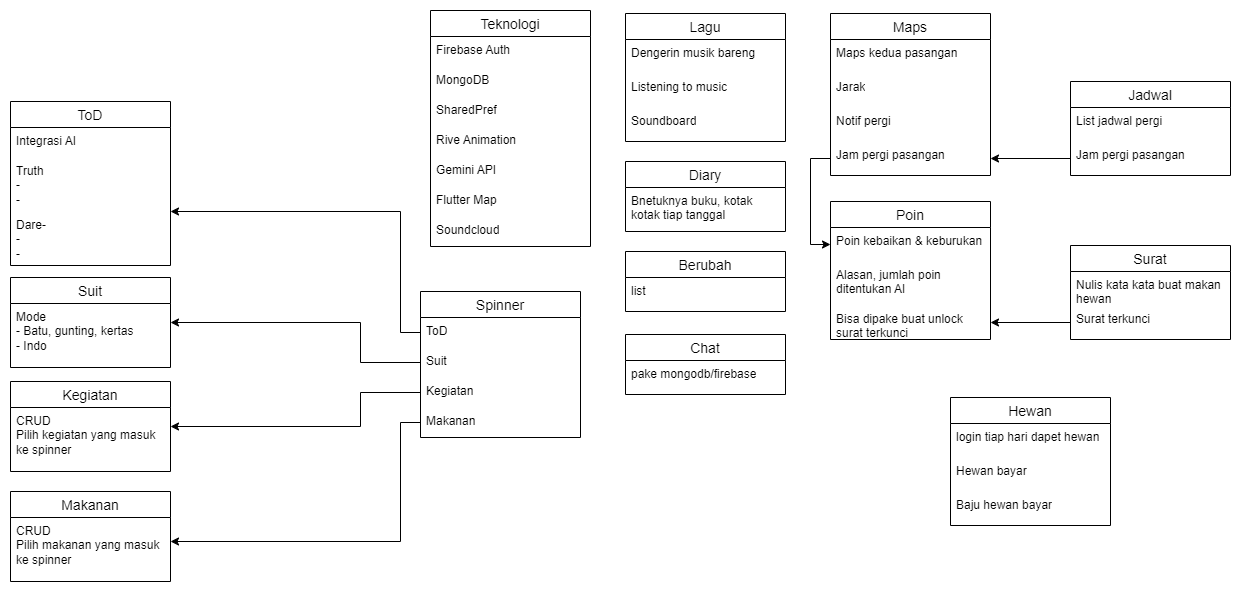 Teknologi
Firebase Auth
MongoDB
SharedPref
Rive Animation
Gemini API
Flutter Map
Soundcloud
Lagu
Dengerin musik bareng
Listening to music
Soundboard
Maps
Maps kedua pasangan
Jarak
Notif pergi
Jam pergi pasangan
Jadwal
List jadwal pergi
Jam pergi pasangan
ToD
Integrasi AI
Truth
-
-
Dare-
-
-
Diary
Bnetuknya buku, kotak
kotak tiap tanggal
Poin
Poin kebaikan & keburukan
Alasan, jumlah poin
ditentukan AI
Bisa dipake buat unlock
surat terkunci
Surat
Nulis kata kata buat makan
hewan
Surat terkunci
Berubah
list
Suit
Mode
- Batu, gunting, kertas
- Indo
Spinner
ToD
Suit
Kegiatan
Makanan
Chat
pake mongodb/firebase
Kegiatan
CRUD
Pilih kegiatan yang masuk
ke spinner
Hewan
login tiap hari dapet hewan
Hewan bayar
Baju hewan bayar
Makanan
CRUD
Pilih makanan yang masuk
ke spinner